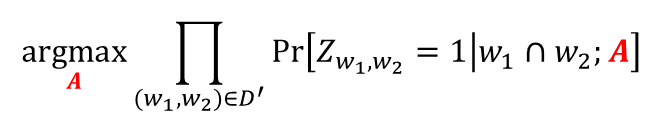 argmax ∏ Pr[Z_{w₁,w₂} = 1|w₁ ∩ w₂; A]
A (w₁,w₂)∈D′